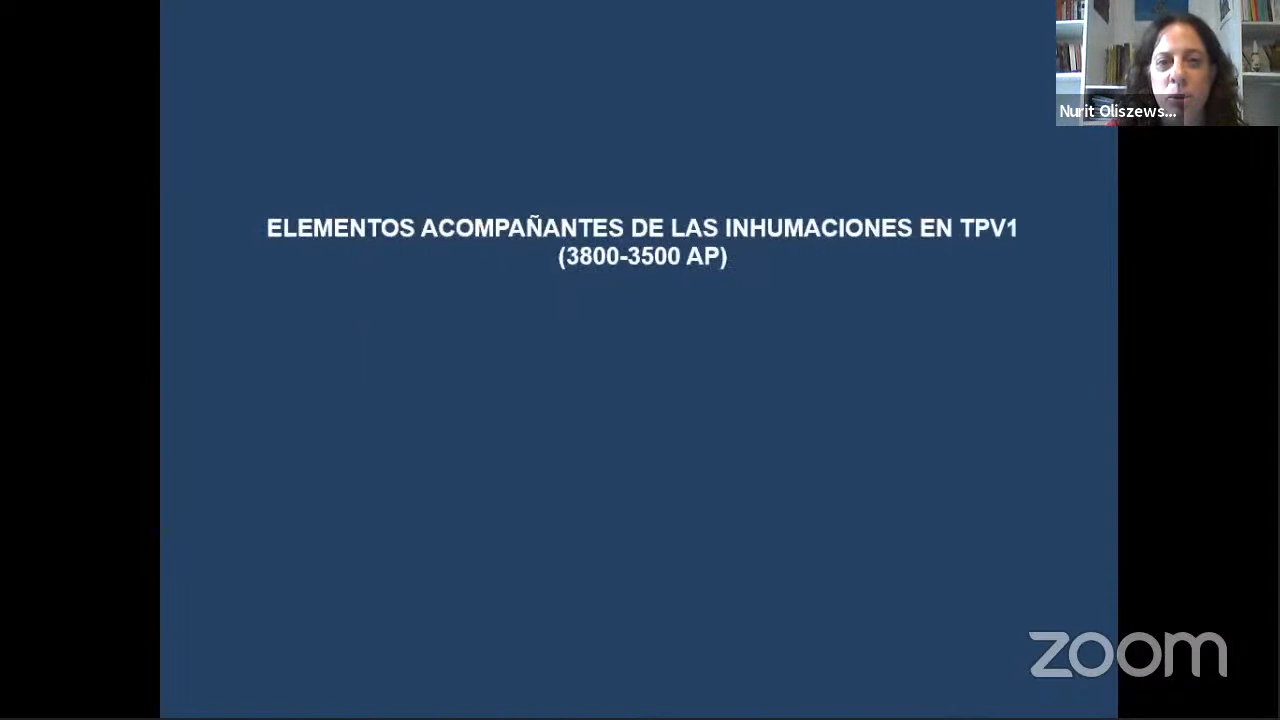 Nurit Oliszews...
ELEMENTOS ACOMPAÑANTES DE LAS INHUMACIONES EN TPV1
(3800-3500 AP)
zoom